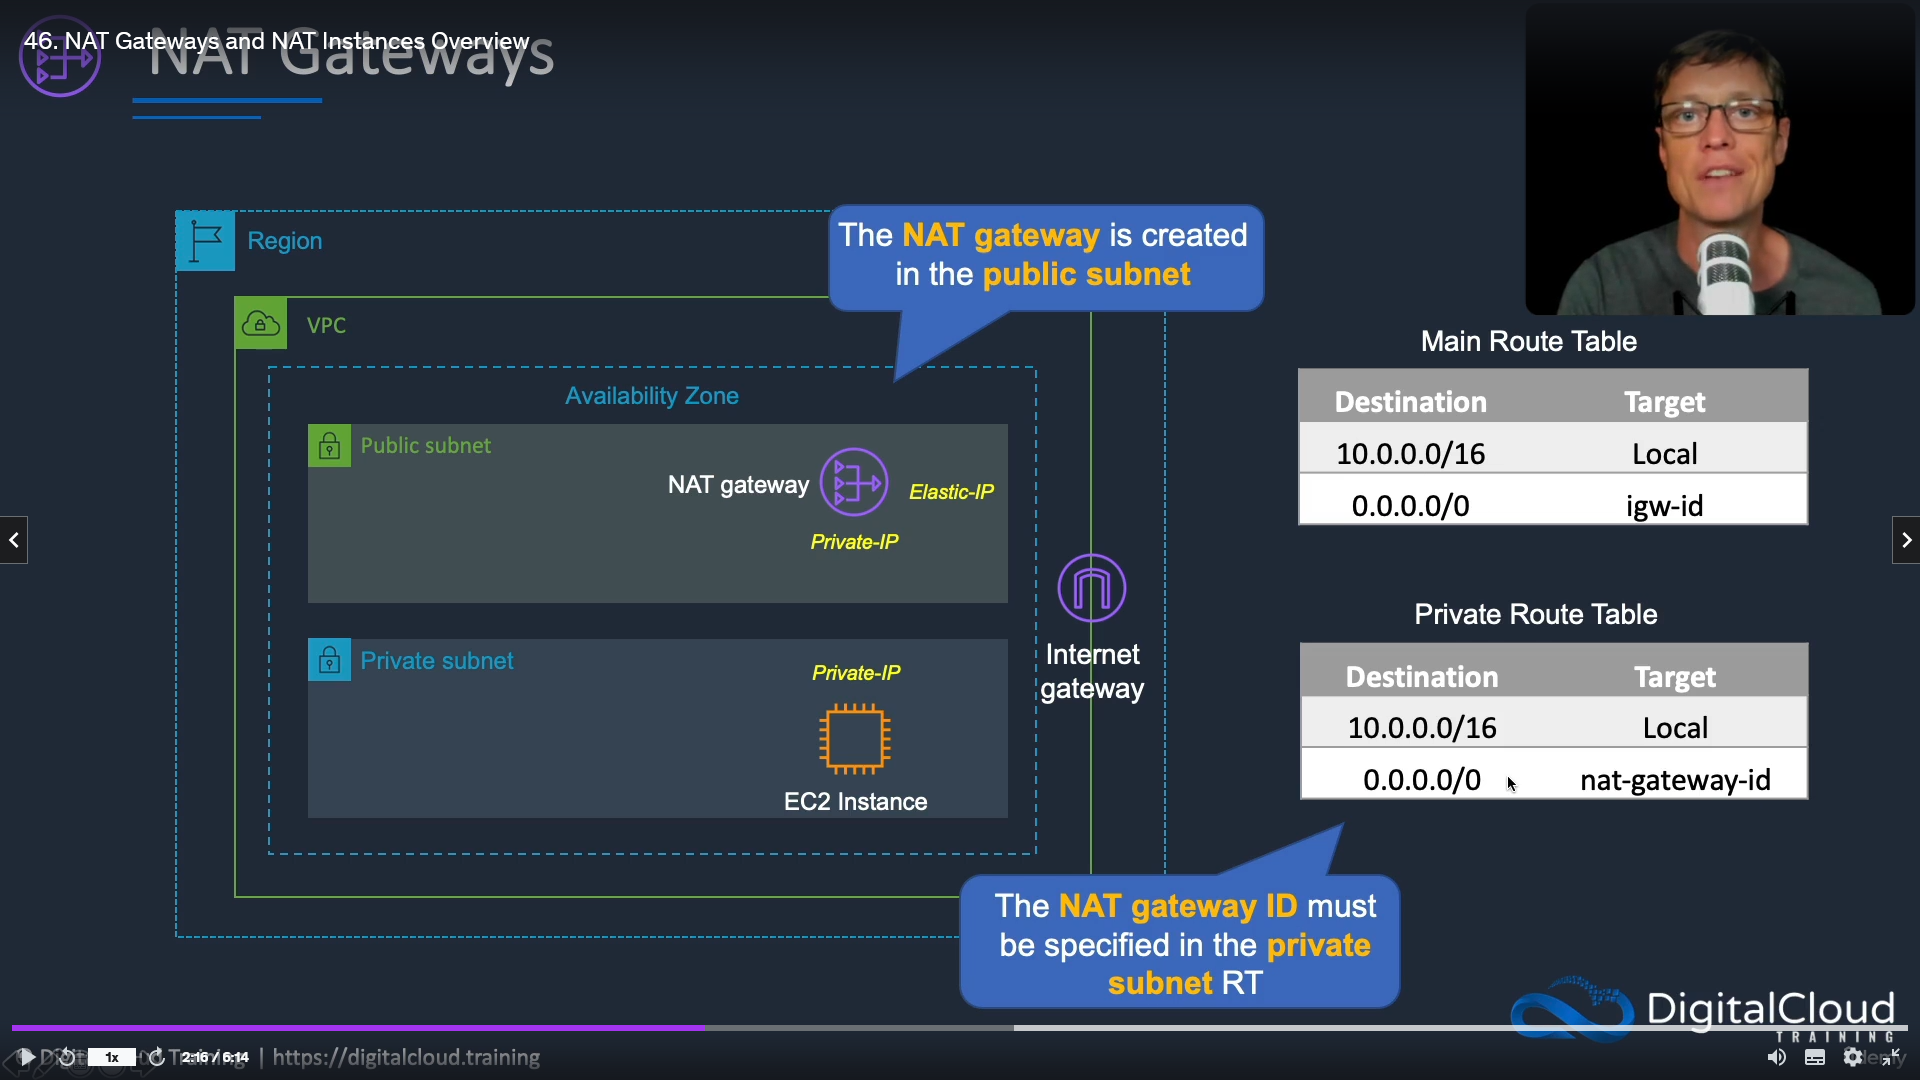 46. NAT Gateways and NAT Instances Overview
NAT Gateways
Region
The NAT gateway is created
in the public subnet
VPC
Availability Zone
Public subnet
NAT gateway
Elastic-IP
Private-IP
Private subnet
Private-IP
EC2 Instance
Internet
gateway
Main Route Table
Destination Target
10.0.0.0/16 Local
0.0.0.0/0 igw-id
Private Route Table
Destination Target
10.0.0.0/16 Local
0.0.0.0/0 nat-gateway-id
The NAT gateway ID must
be specified in the private
subnet RT
DigitalCloud
TRAINING
1x
2:16 / 6:14
Training | https://digitalcloud.training